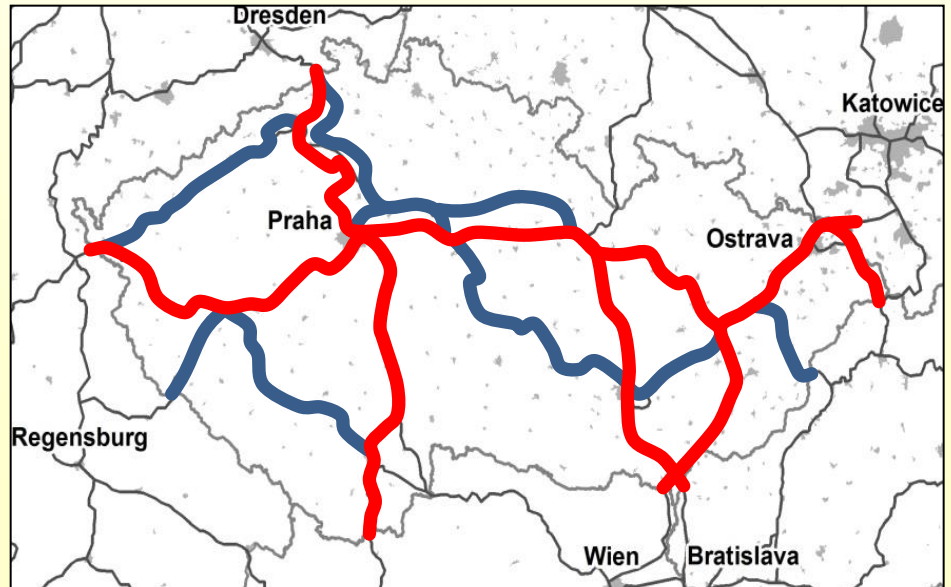 Dresden
Katowice
Praha
Ostrava
Regensburg
Wien
Bratislava